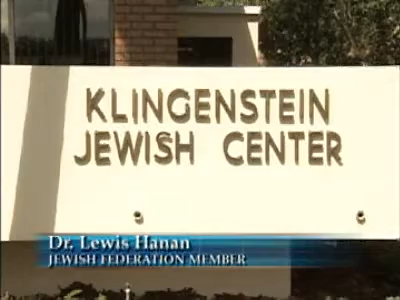 KLINGENSTEIN
JEWISH CENTER
Dr. Lewis Hanan
JEWISH FEDERATION MEMBER